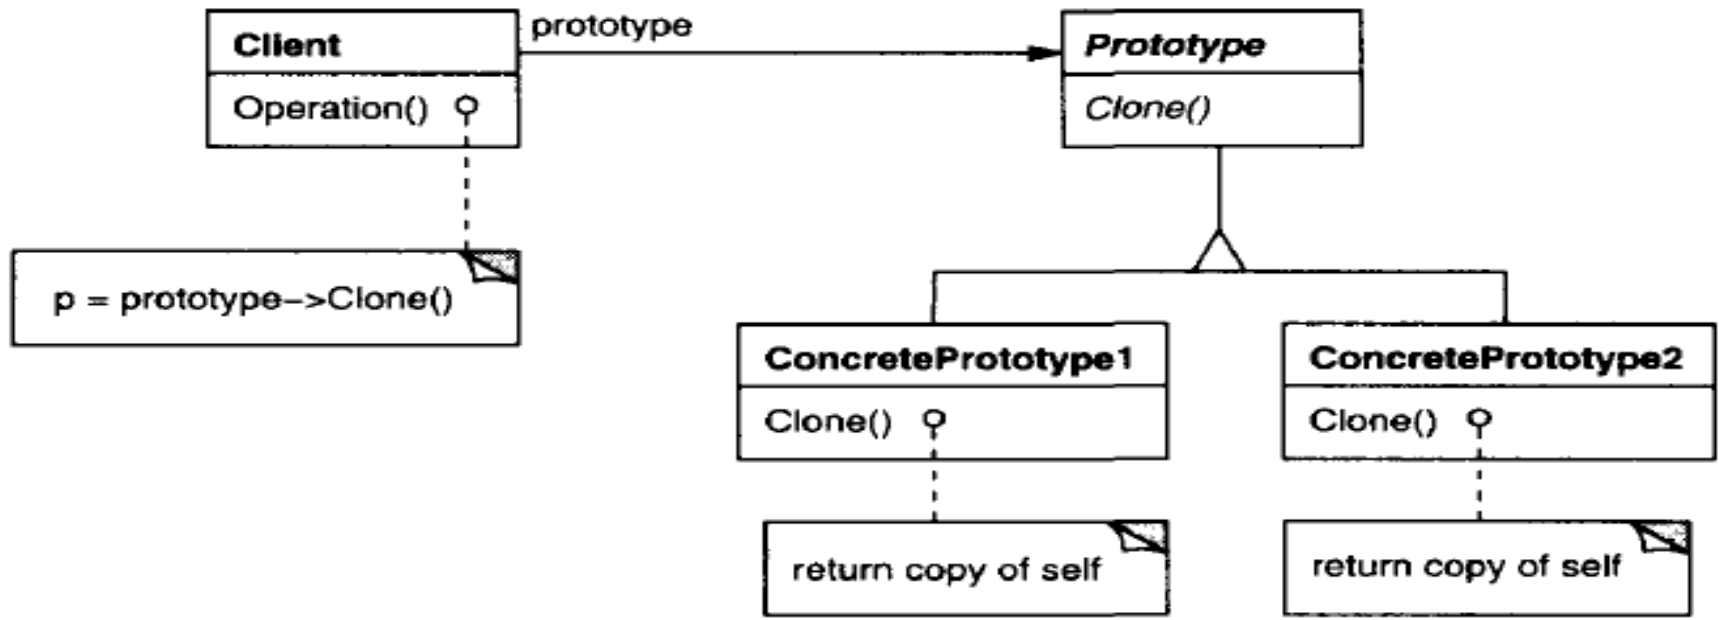 Client
prototype
Prototype
Operation()
Clone()
p = prototype->Clone()
ConcretePrototype1
ConcretePrototype2
Clone()
Clone()
return copy of self
return copy of self